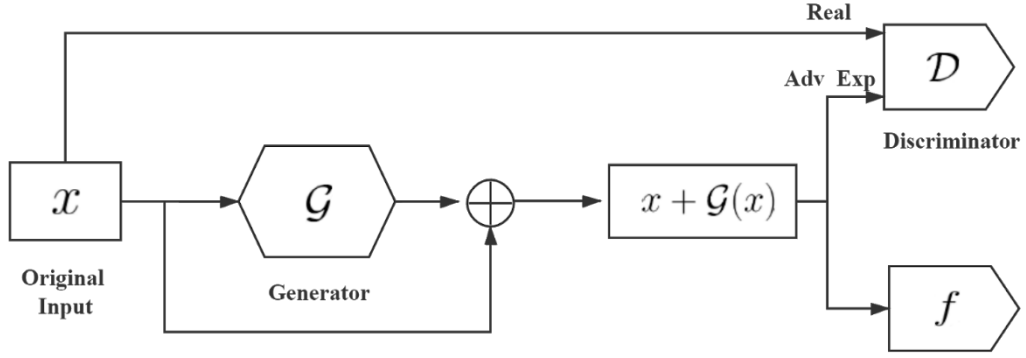 Real
𝒟
Adv Exp
Discriminator
x
𝒢
x + 𝒢(x)
Original
Input
Generator
f